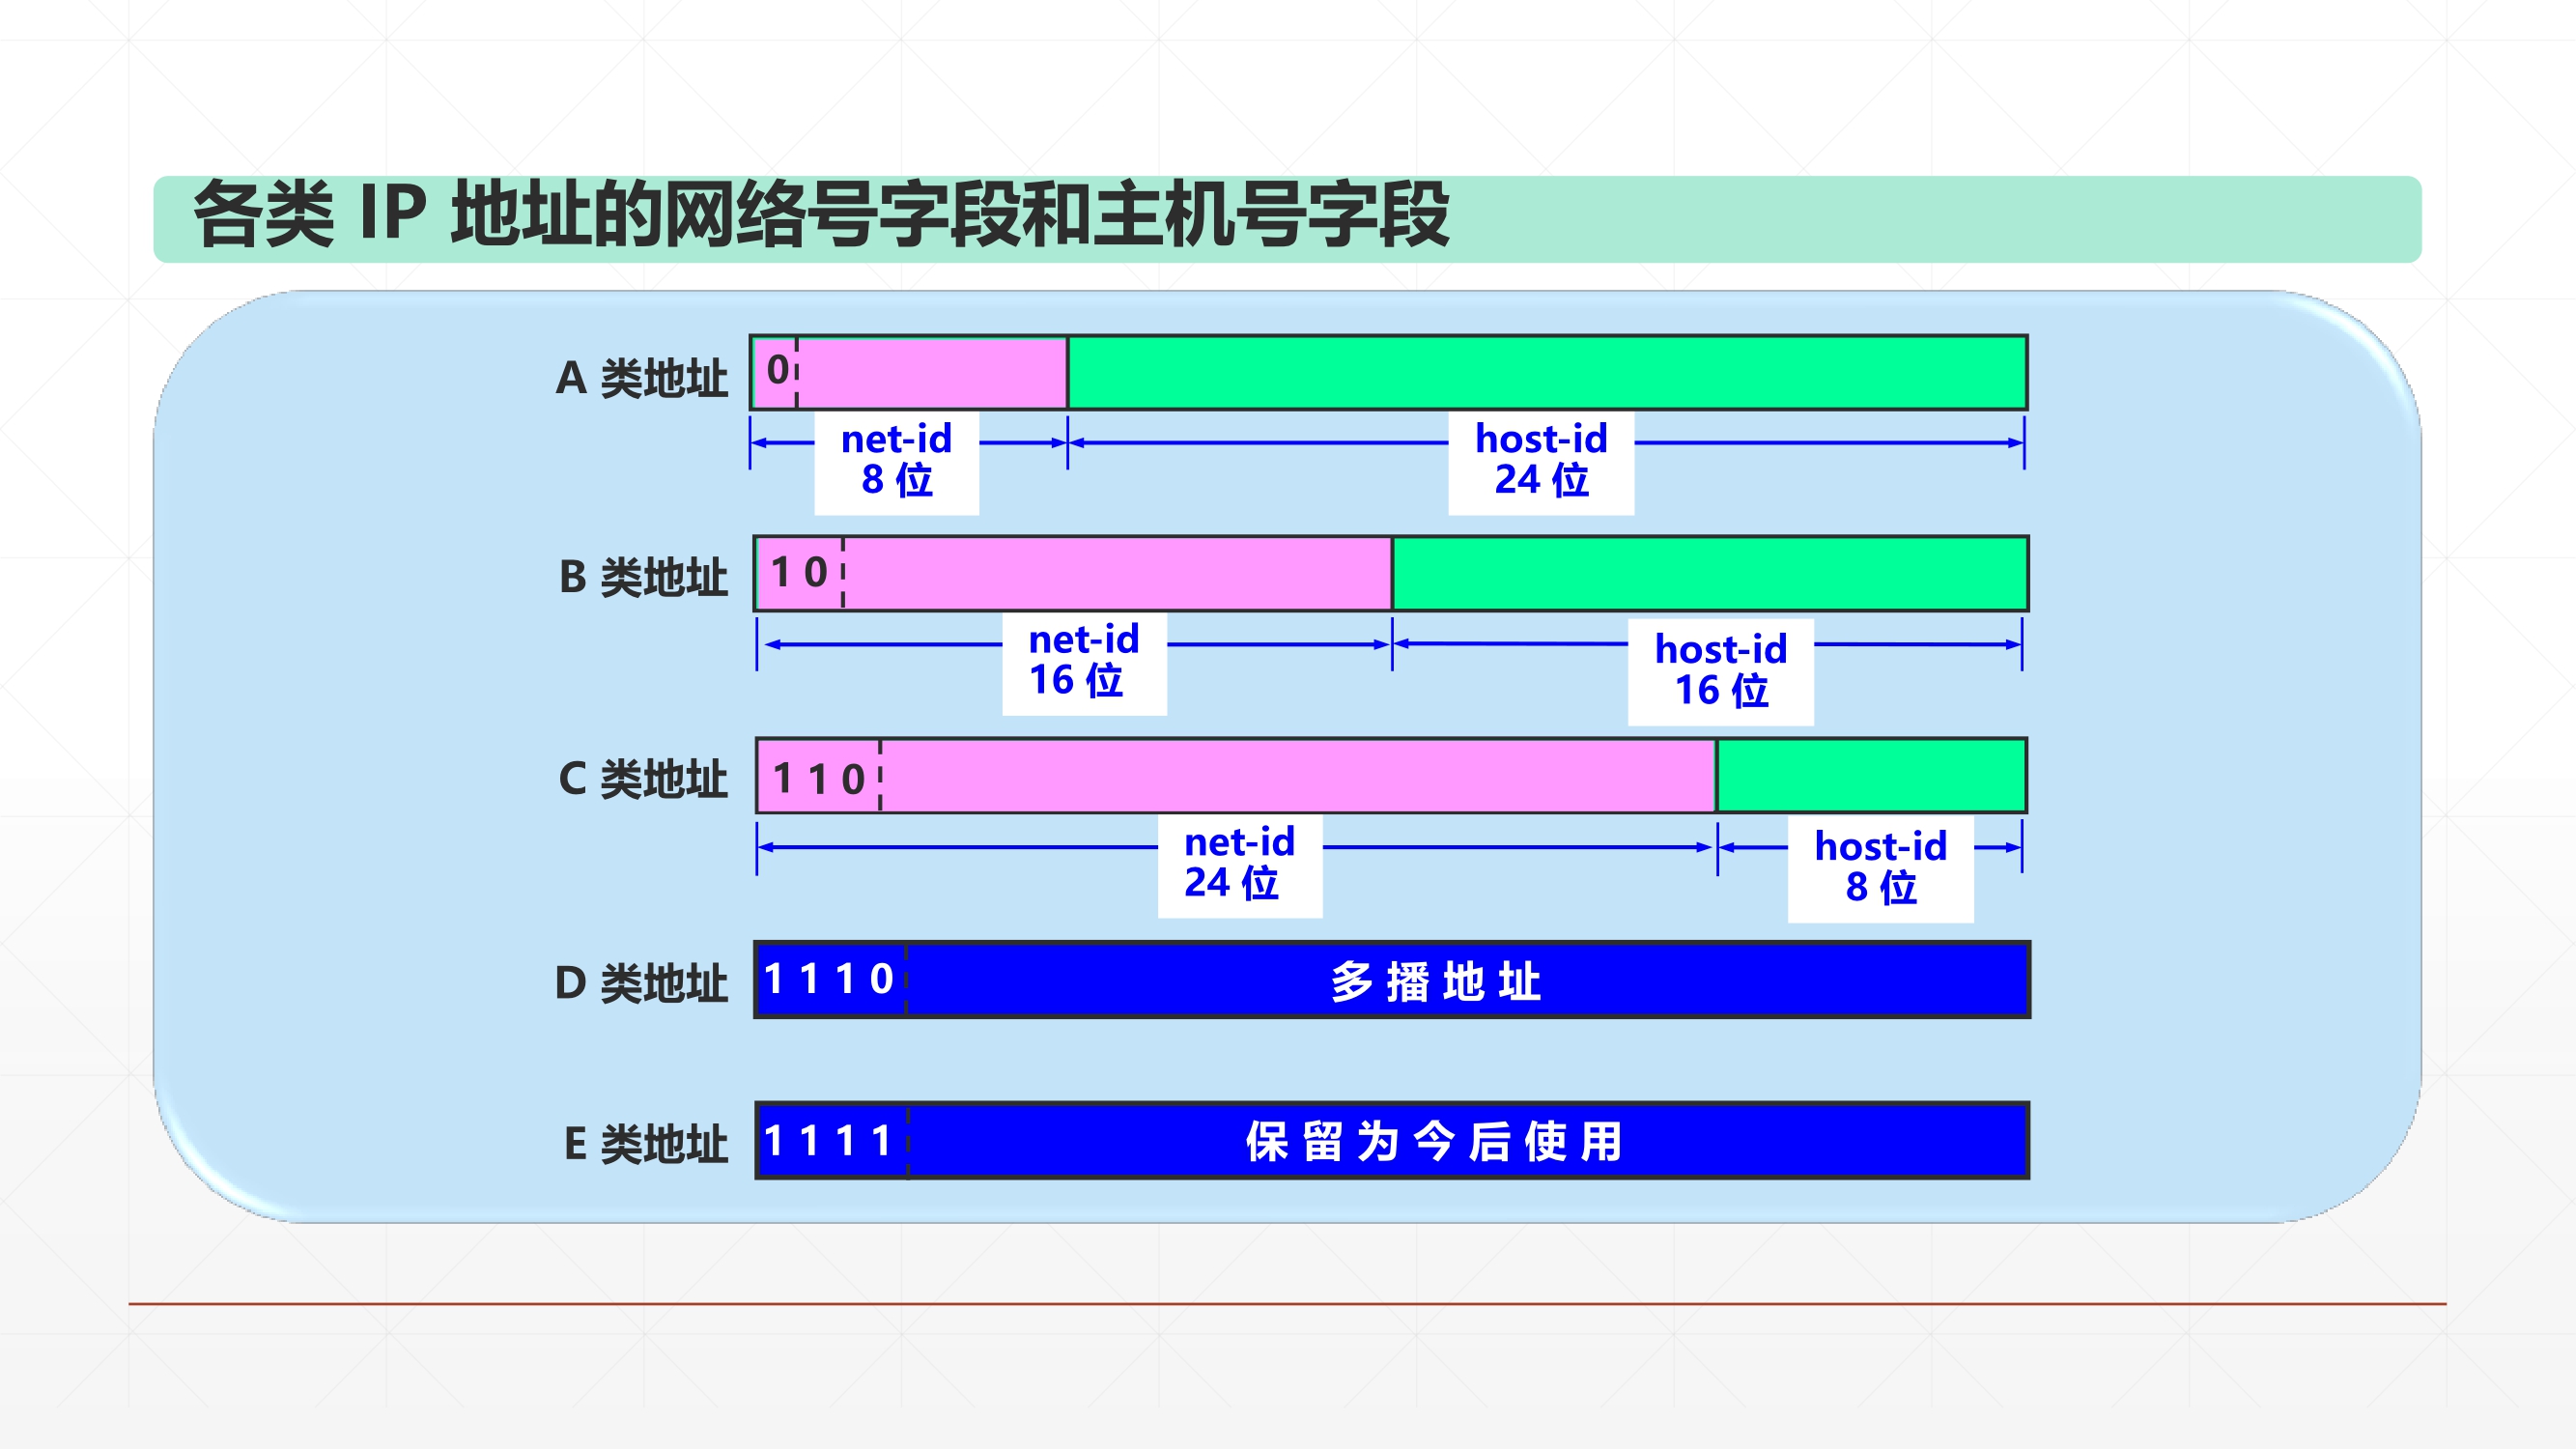 各类 IP 地址的网络号字段和主机号字段
A 类地址
0
net-id
8 位
host-id
24 位
B 类地址
1 0
net-id
16 位
host-id
16 位
C 类地址
1 1 0
net-id
24 位
host-id
8 位
D 类地址
1 1 1 0
多 播 地 址
E 类地址
1 1 1 1
保 留 为 今 后 使 用